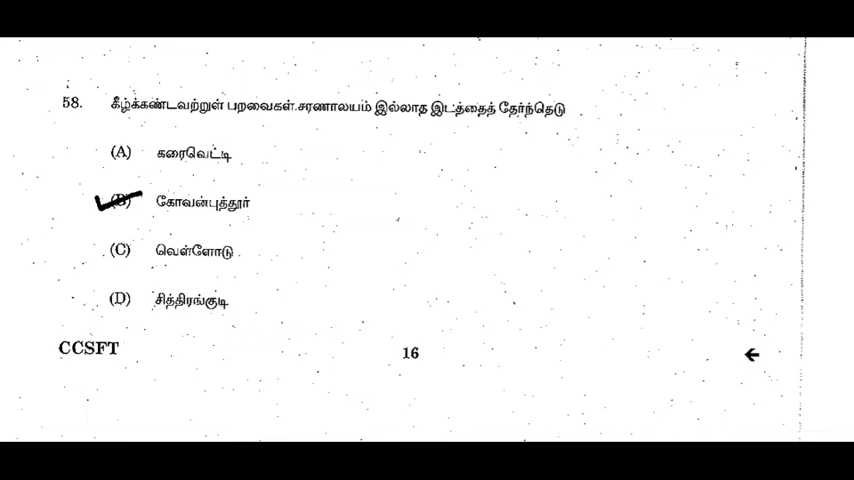 58. கீழ்க்கண்டவற்றுள் பறவைகள் சரணாலயம் இல்லாத இடத்தைத் தேர்ந்தெடு
(A) கரைவெட்டி
(B) கோவன்புத்தூர்
(C) வெள்ளோடு
(D) சித்திரங்குடி
CCSFT 16 ←